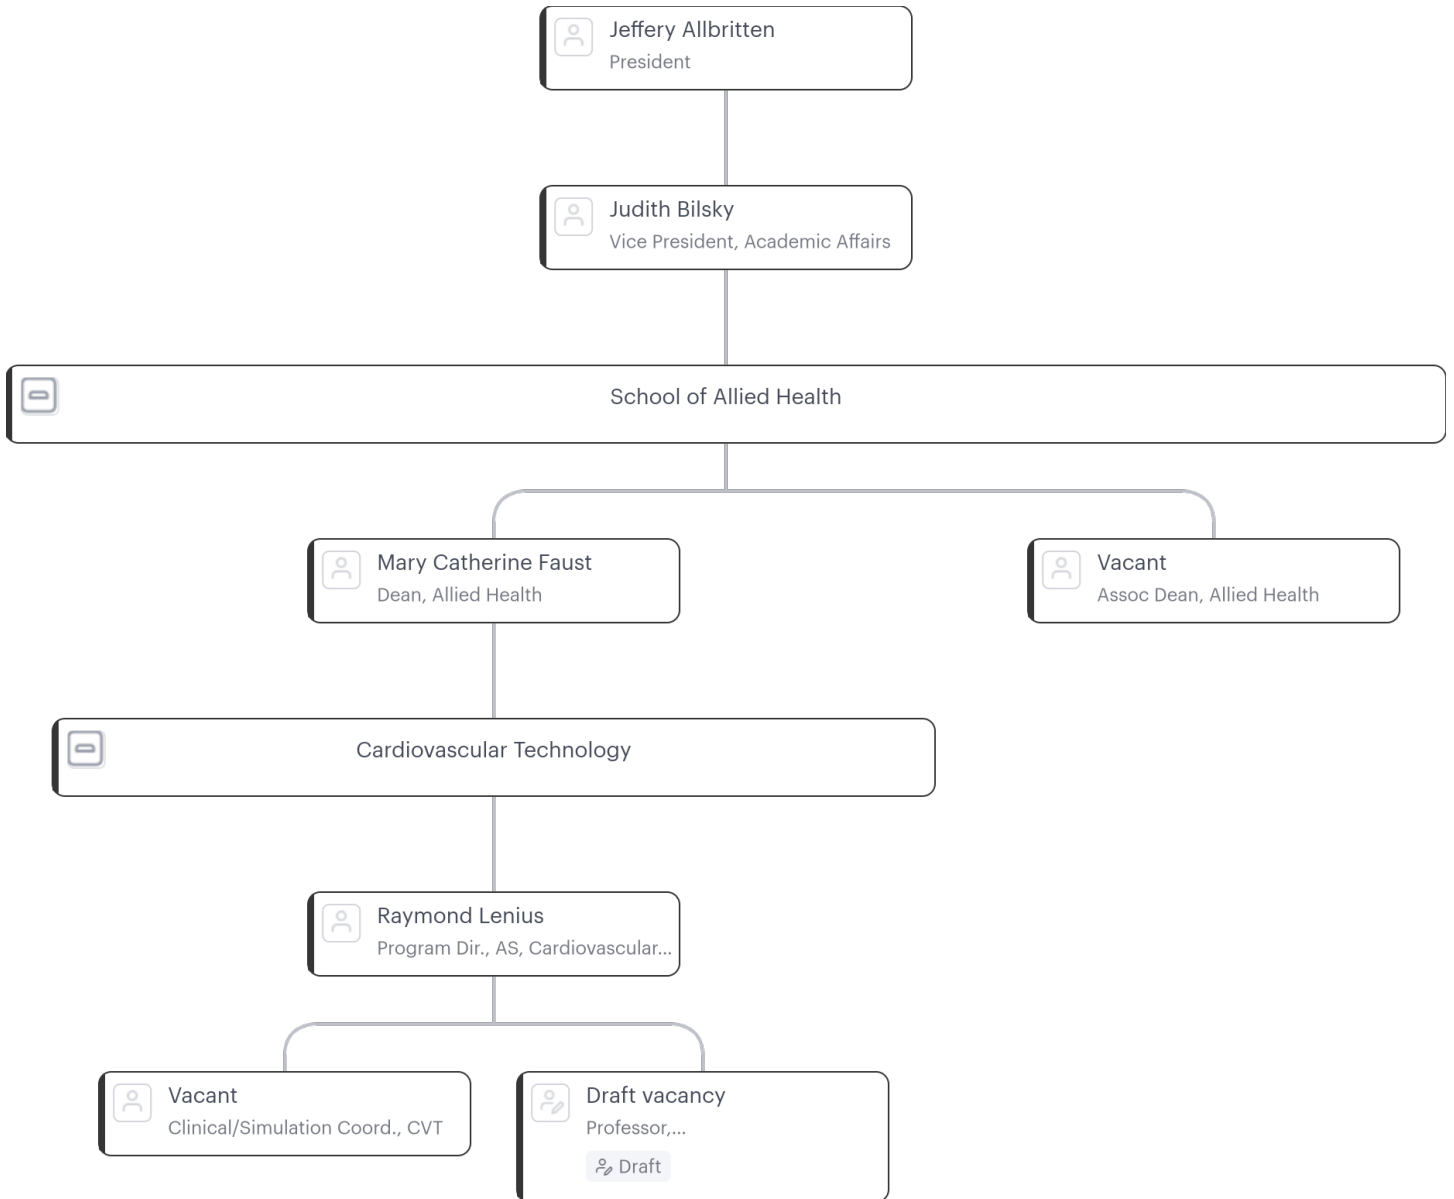 Jeffery Allbritten
President
Judith Bilsky
Vice President, Academic Affairs
School of Allied Health
Mary Catherine Faust
Dean, Allied Health
Vacant
Assoc Dean, Allied Health
Cardiovascular Technology
Raymond Lenius
Program Dir., AS, Cardiovascular...
Vacant
Clinical/Simulation Coord., CVT
Draft vacancy
Professor,...
Draft